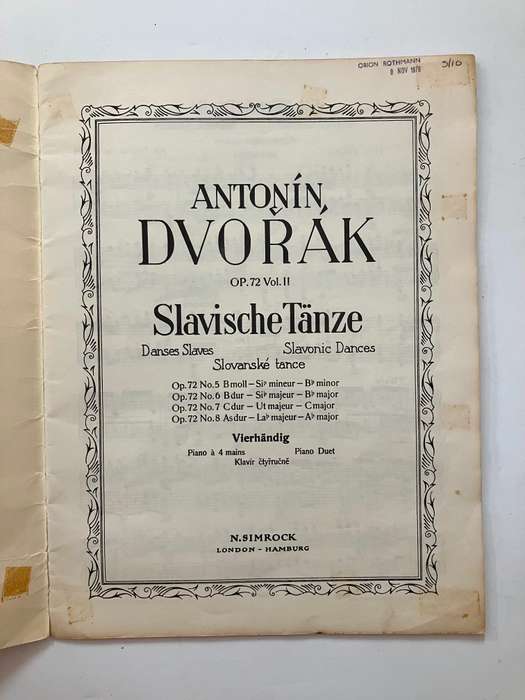 ORION ROTHMANN
9 NOV 1978
ANTONÍN
DVOŘÁK
OP. 72 Vol. II
Slavische Tänze
Danses Slaves Slavonic Dances
Slovanské tance
Op. 72 No. 5 B moll – Si♭ mineur – B♭ minor
Op. 72 No. 6 B dur – Si♭ majeur – B♭ major
Op. 72 No. 7 C dur – Ut majeur – C major
Op. 72 No. 8 As dur – La♭ majeur – A♭ major
Vierhändig
Piano à 4 mains Piano Duet
Klavír čtyřručně
N. SIMROCK
LONDON – HAMBURG